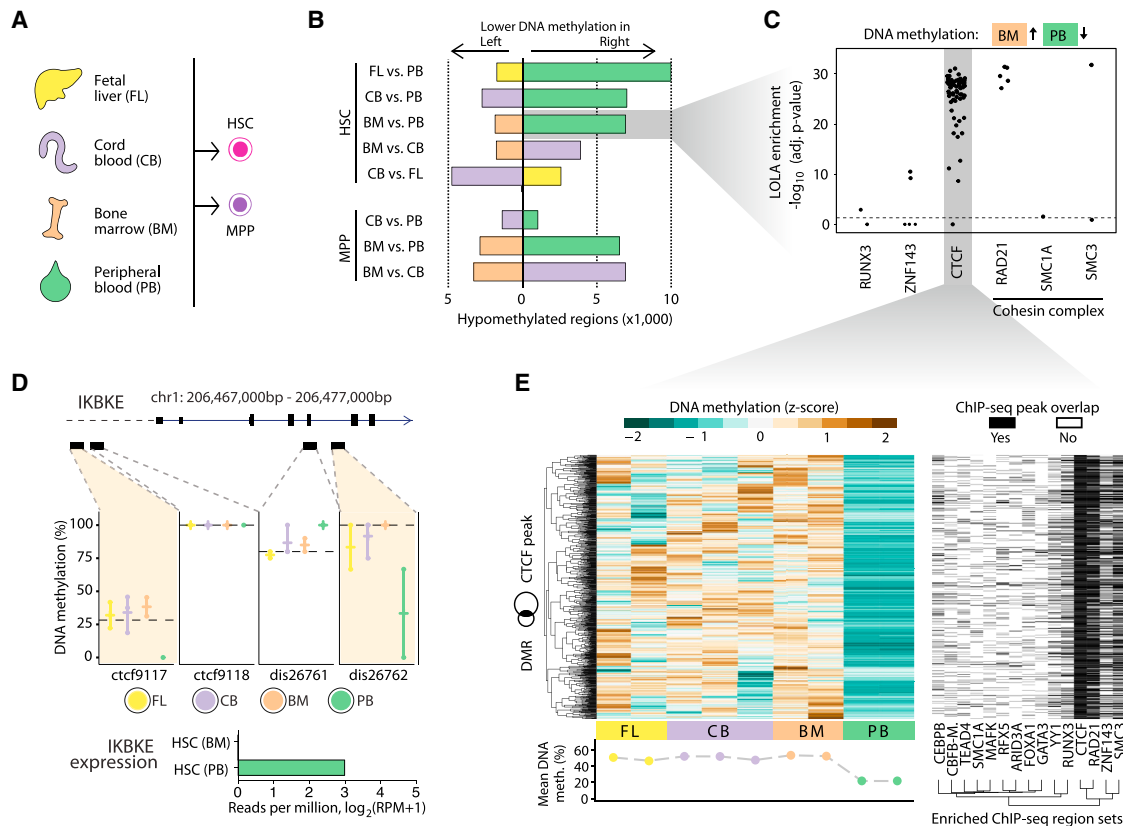 A
Fetal
liver (FL)
Cord
blood (CB)
Bone
marrow (BM)
Peripheral
blood (PB)
HSC
MPP
B
Lower DNA methylation in
Left
Right
HSC
FL vs. PB
CB vs. PB
BM vs. PB
BM vs. CB
CB vs. FL
MPP
CB vs. PB
BM vs. PB
BM vs. CB
5 0 5 10
Hypomethylated regions (x1,000)
C
DNA methylation: BM PB
LOLA enrichment
-log10 (adj. p-value)
30
20
10
0
RUNX3
ZNF143
CTCF
RAD21
SMC1A
SMC3
Cohesin complex
D
IKBKE
chr1: 206,467,000bp - 206,477,000bp
DNA methylation (%)
100
75
50
25
0
ctcf9117 ctcf9118 dis26761 dis26762
FL CB BM PB
IKBKE
expression
HSC (BM)
HSC (PB)
0 1 2 3 4 5
Reads per million, log2(RPM+1)
E
DNA methylation (z-score)
−2 − 1 0 1 2
ChIP-seq peak overlap
Yes No
CTCF peak
DMR
FL CB BM PB
Mean DNA
meth. (%)
60
40
20
0
CEBPB
CBFB-M.
TEAD4
SMC1A
MAFK
RFX5
ARID3A
FOXA1
GATA3
YY1
RUNX3
CTCF
RAD21
ZNF143
SMC3
Enriched ChIP-seq region sets